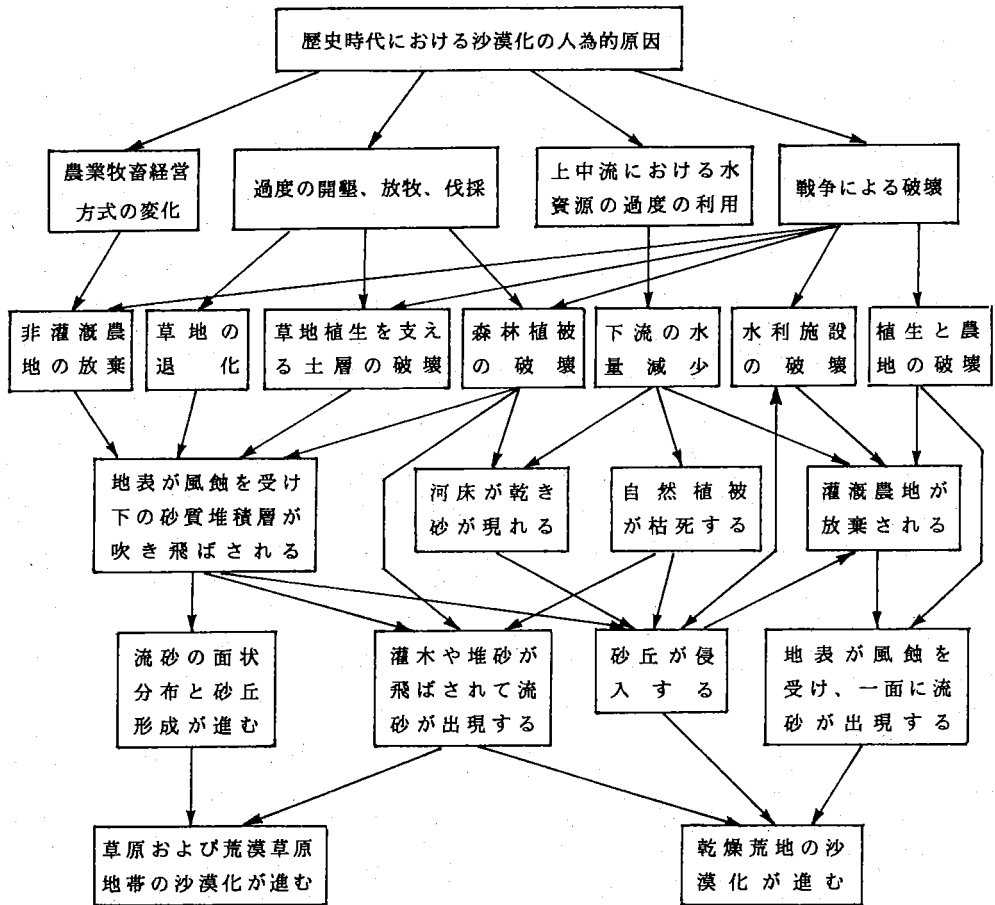 歴史時代における沙漠化の人為的原因
農業牧畜経営
方式の変化
過度の開墾、放牧、伐採
上中流における水
資源の過度の利用
戦争による破壊
非灌漑農
地の放棄
草地の
退化
草地植生を支え
る土層の破壊
森林植被
の破壊
下流の水
量減少
水利施設
の破壊
植生と農
地の破壊
地表が風蝕を受け
下の砂質堆積層が
吹き飛ばされる
河床が乾き
砂が現れる
自然植被
が枯死する
灌漑農地が
放棄される
流砂の面状
分布と砂丘
形成が進む
灌木や堆砂が
飛ばされて流
砂が出現する
砂丘が侵
入する
地表が風蝕を
受け、一面に流
砂が出現する
草原および荒漠草原
地帯の沙漠化が進む
乾燥荒地の沙
漠化が進む